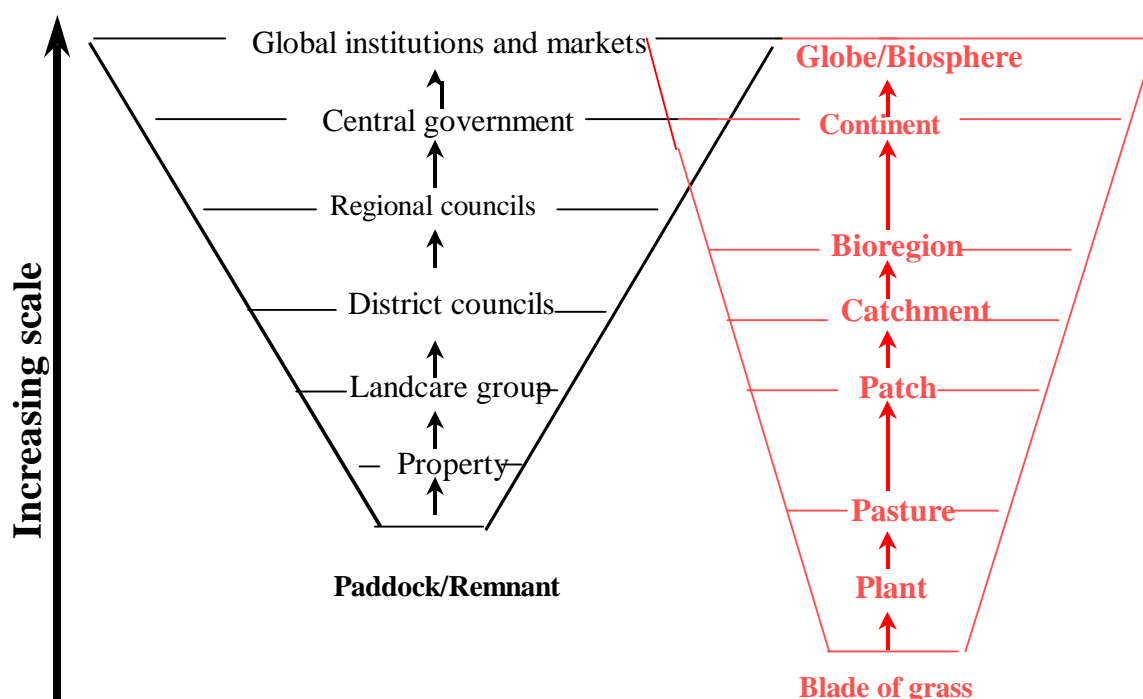 Increasing scale
Global institutions and markets
Central government
Regional councils
District councils
Landcare group
Property
Paddock/Remnant
Globe/Biosphere
Continent
Bioregion
Catchment
Patch
Pasture
Plant
Blade of grass